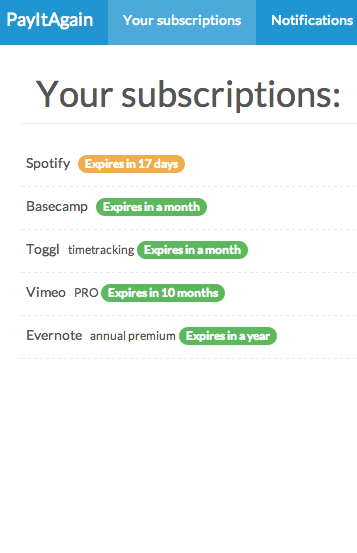 PayItAgain Your subscriptions Notifications
Your subscriptions:
Spotify Expires in 17 days
Basecamp Expires in a month
Toggl timetracking Expires in a month
Vimeo PRO Expires in 10 months
Evernote annual premium Expires in a year